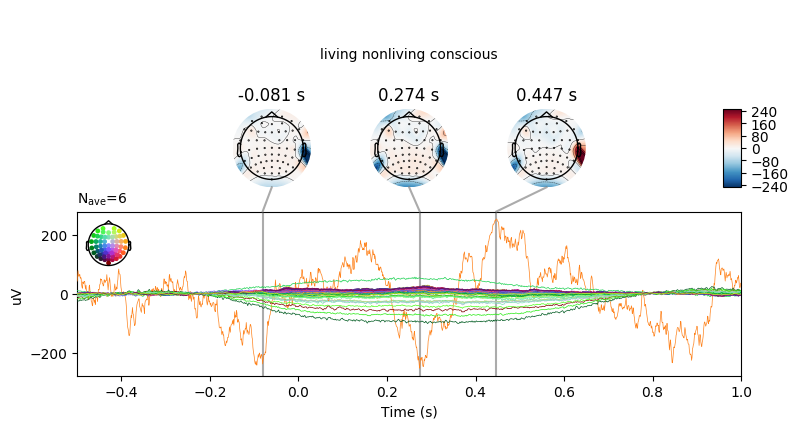 living nonliving conscious
-0.081 s 0.274 s 0.447 s
240
160
80
0
−80
−160
−240
Nave=6
200
0
−200
uV
−0.4 −0.2 0.0 0.2 0.4 0.6 0.8 1.0
Time (s)